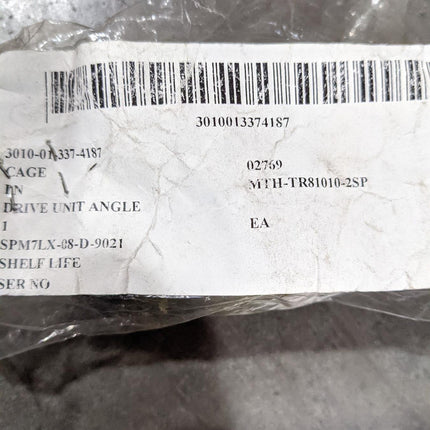 3010013374187
3010-01-337-4187
CAGE 02769
PN MTH-TR81010-2SP
DRIVE UNIT ANGLE
1 EA
SPM7LX-08-D-9021
SHELF LIFE
SER NO